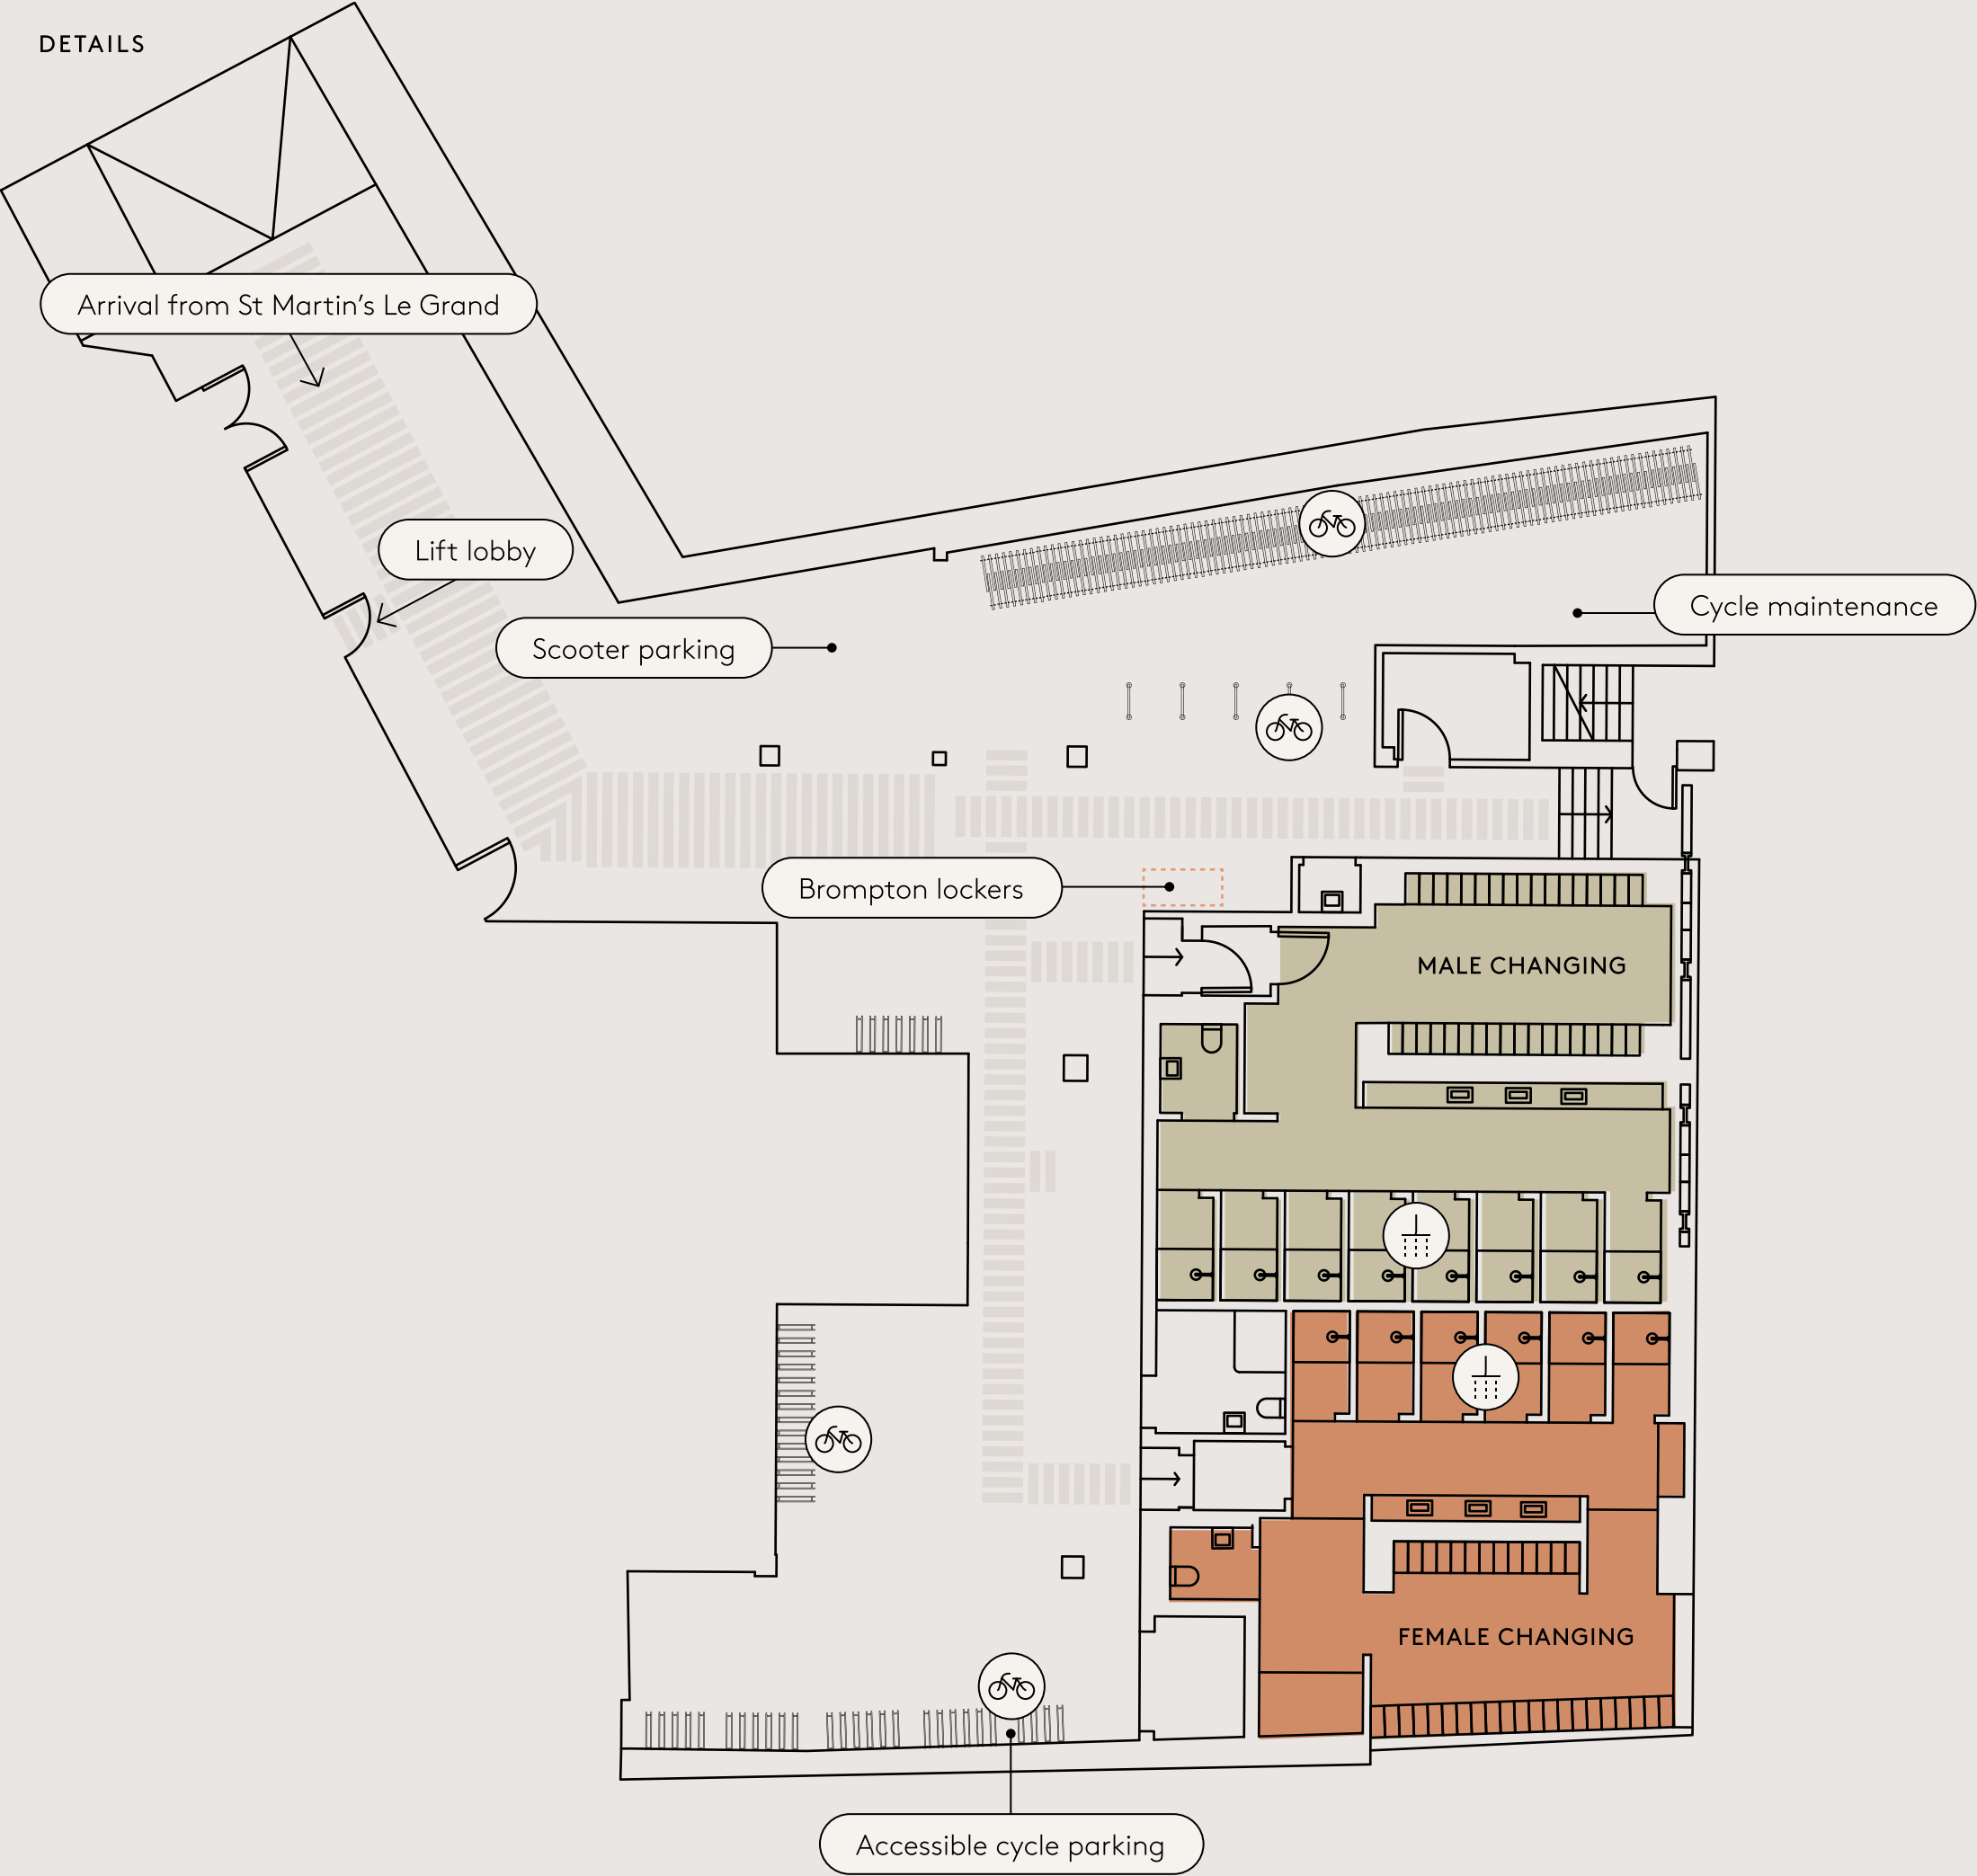 DETAILS
Arrival from St Martin’s Le Grand
Lift lobby
Scooter parking
Cycle maintenance
Brompton lockers
MALE CHANGING
FEMALE CHANGING
Accessible cycle parking